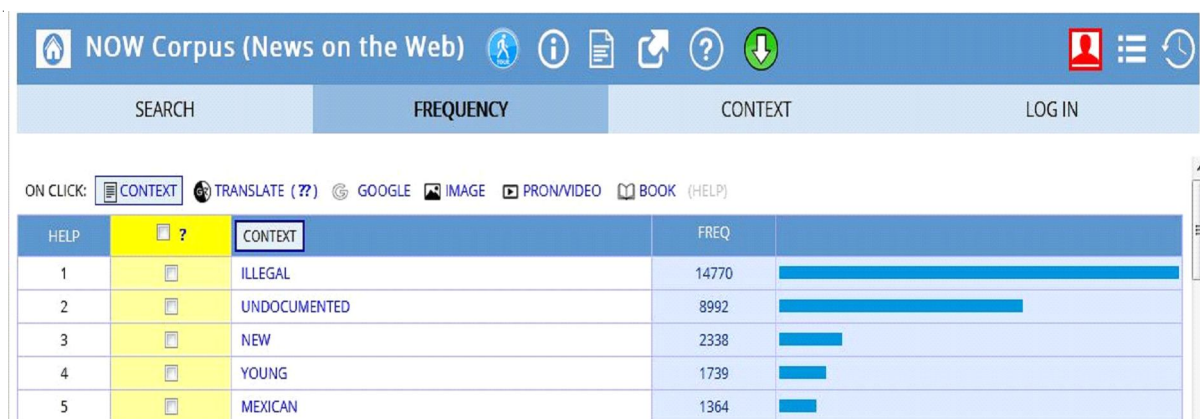 NOW Corpus (News on the Web)
SEARCH FREQUENCY CONTEXT LOG IN
ON CLICK: CONTEXT TRANSLATE (??) GOOGLE IMAGE PRON/VIDEO BOOK (HELP)
HELP ? CONTEXT FREQ
1 ILLEGAL 14770
2 UNDOCUMENTED 8992
3 NEW 2338
4 YOUNG 1739
5 MEXICAN 1364